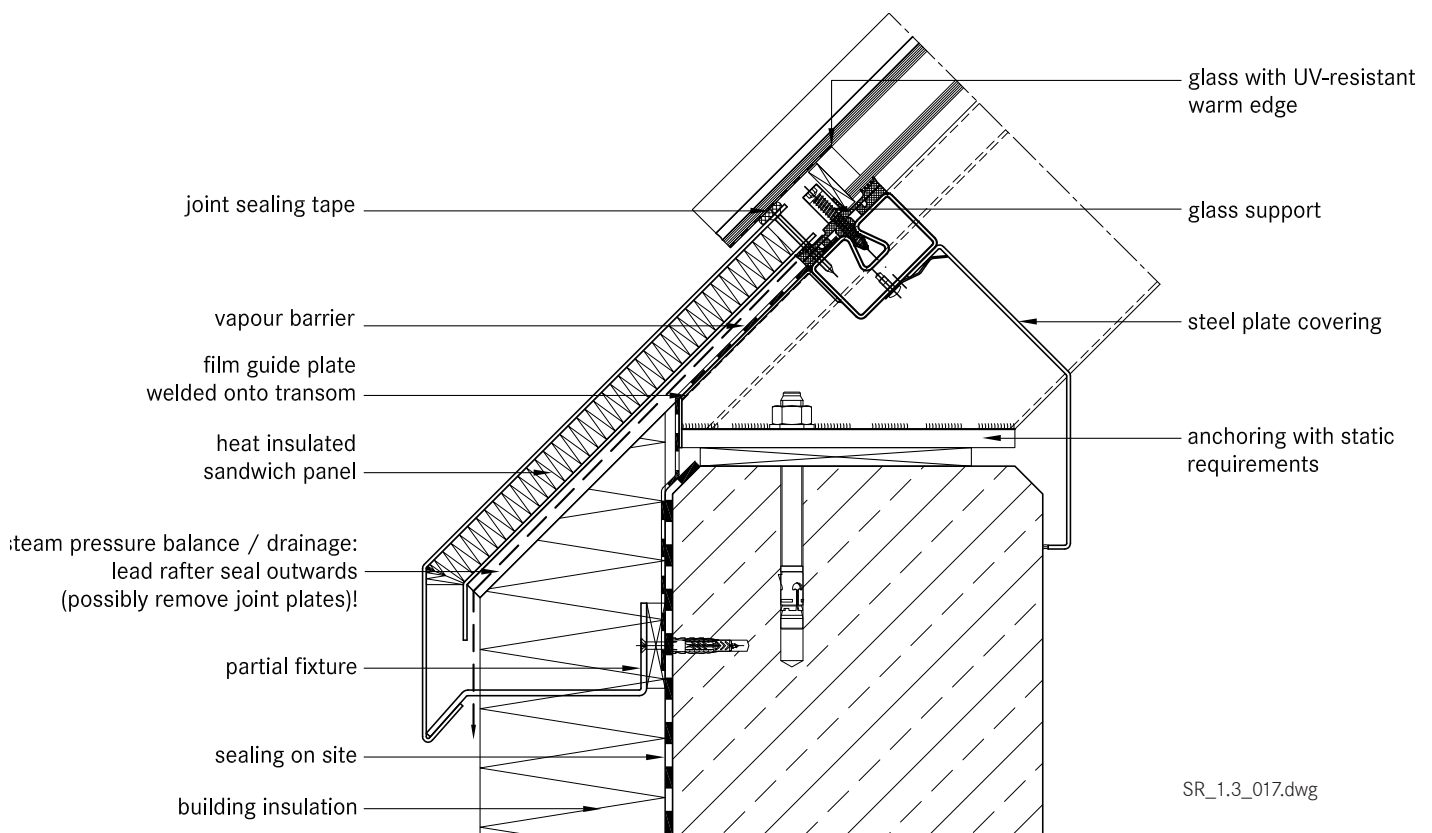 glass with UV-resistant
warm edge
joint sealing tape
glass support
vapour barrier
steel plate covering
film guide plate
welded onto transom
heat insulated
sandwich panel
anchoring with static
requirements
steam pressure balance / drainage:
lead rafter seal outwards
(possibly remove joint plates)!
partial fixture
sealing on site
building insulation
SR_1.3_017.dwg